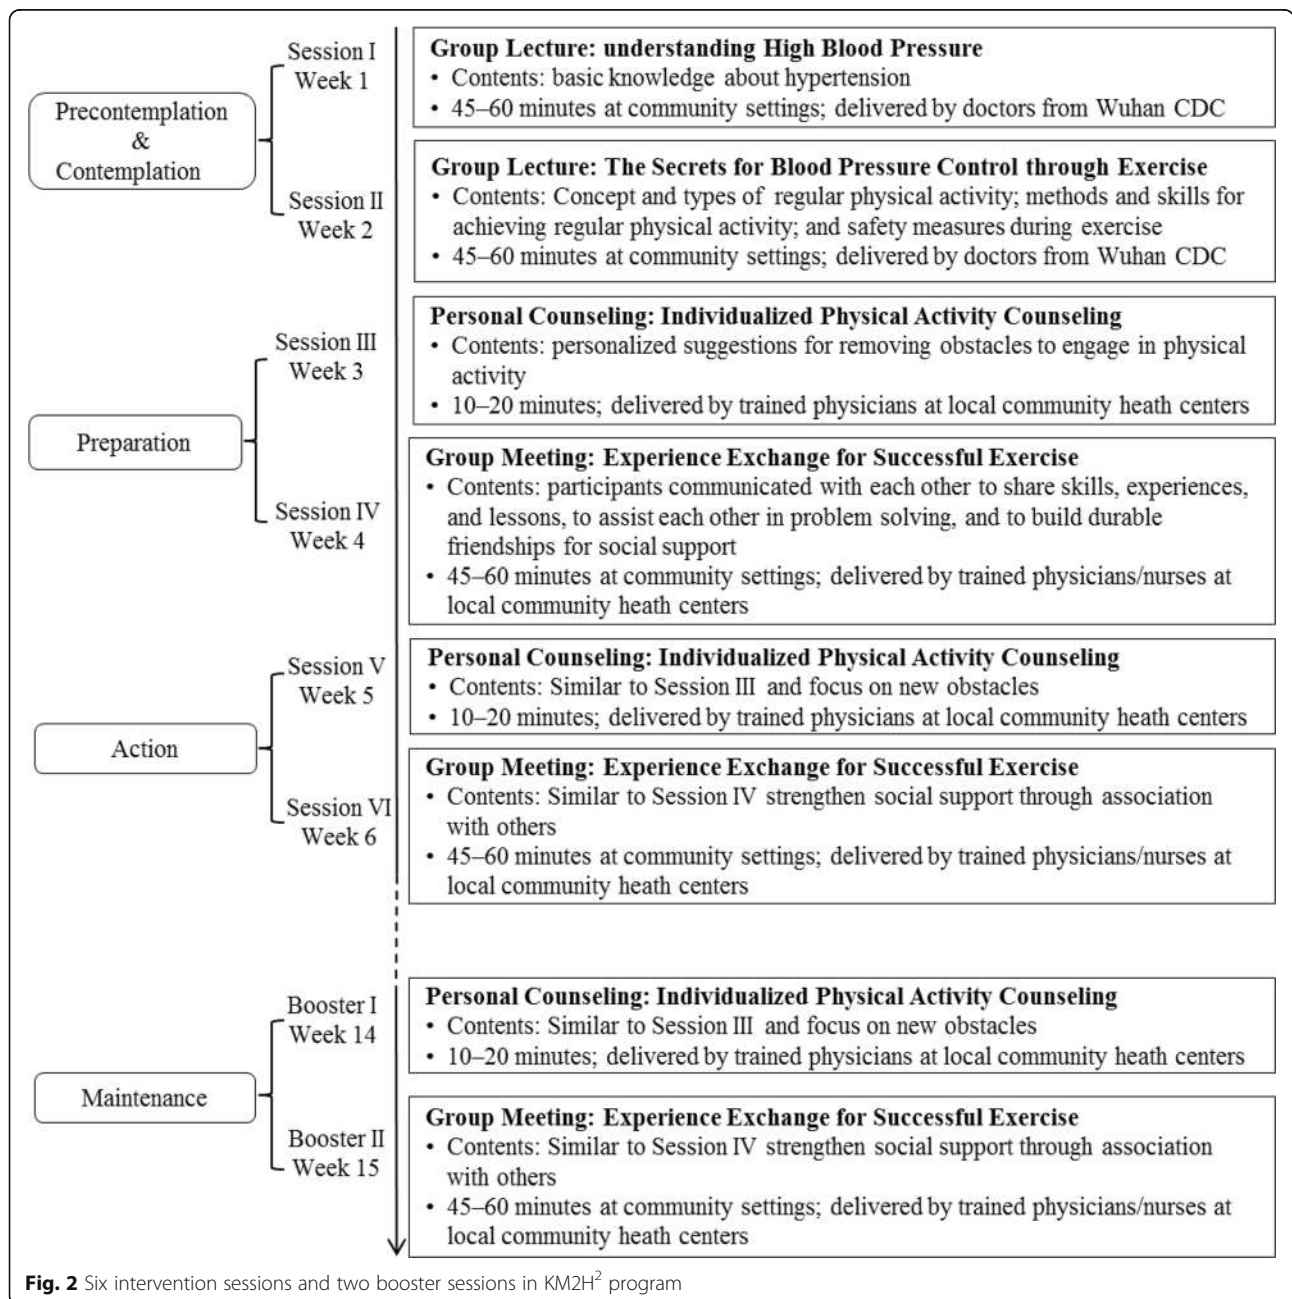 Precontemplation
&
Contemplation
Session I
Week 1
Group Lecture: understanding High Blood Pressure
• Contents: basic knowledge about hypertension
• 45–60 minutes at community settings; delivered by doctors from Wuhan CDC
Session II
Week 2
Group Lecture: The Secrets for Blood Pressure Control through Exercise
• Contents: Concept and types of regular physical activity; methods and skills for
achieving regular physical activity; and safety measures during exercise
• 45–60 minutes at community settings; delivered by doctors from Wuhan CDC
Preparation
Session III
Week 3
Personal Counseling: Individualized Physical Activity Counseling
• Contents: personalized suggestions for removing obstacles to engage in physical
activity
• 10–20 minutes; delivered by trained physicians at local community heath centers
Session IV
Week 4
Group Meeting: Experience Exchange for Successful Exercise
• Contents: participants communicated with each other to share skills, experiences,
and lessons, to assist each other in problem solving, and to build durable
friendships for social support
• 45–60 minutes at community settings; delivered by trained physicians/nurses at
local community heath centers
Action
Session V
Week 5
Personal Counseling: Individualized Physical Activity Counseling
• Contents: Similar to Session III and focus on new obstacles
• 10–20 minutes; delivered by trained physicians at local community heath centers
Session VI
Week 6
Group Meeting: Experience Exchange for Successful Exercise
• Contents: Similar to Session IV strengthen social support through association
with others
• 45–60 minutes at community settings; delivered by trained physicians/nurses at
local community heath centers
Maintenance
Booster I
Week 14
Personal Counseling: Individualized Physical Activity Counseling
• Contents: Similar to Session III and focus on new obstacles
• 10–20 minutes; delivered by trained physicians at local community heath centers
Booster II
Week 15
Group Meeting: Experience Exchange for Successful Exercise
• Contents: Similar to Session IV strengthen social support through association
with others
• 45–60 minutes at community settings; delivered by trained physicians/nurses at
local community heath centers
Fig. 2 Six intervention sessions and two booster sessions in KM2H² program